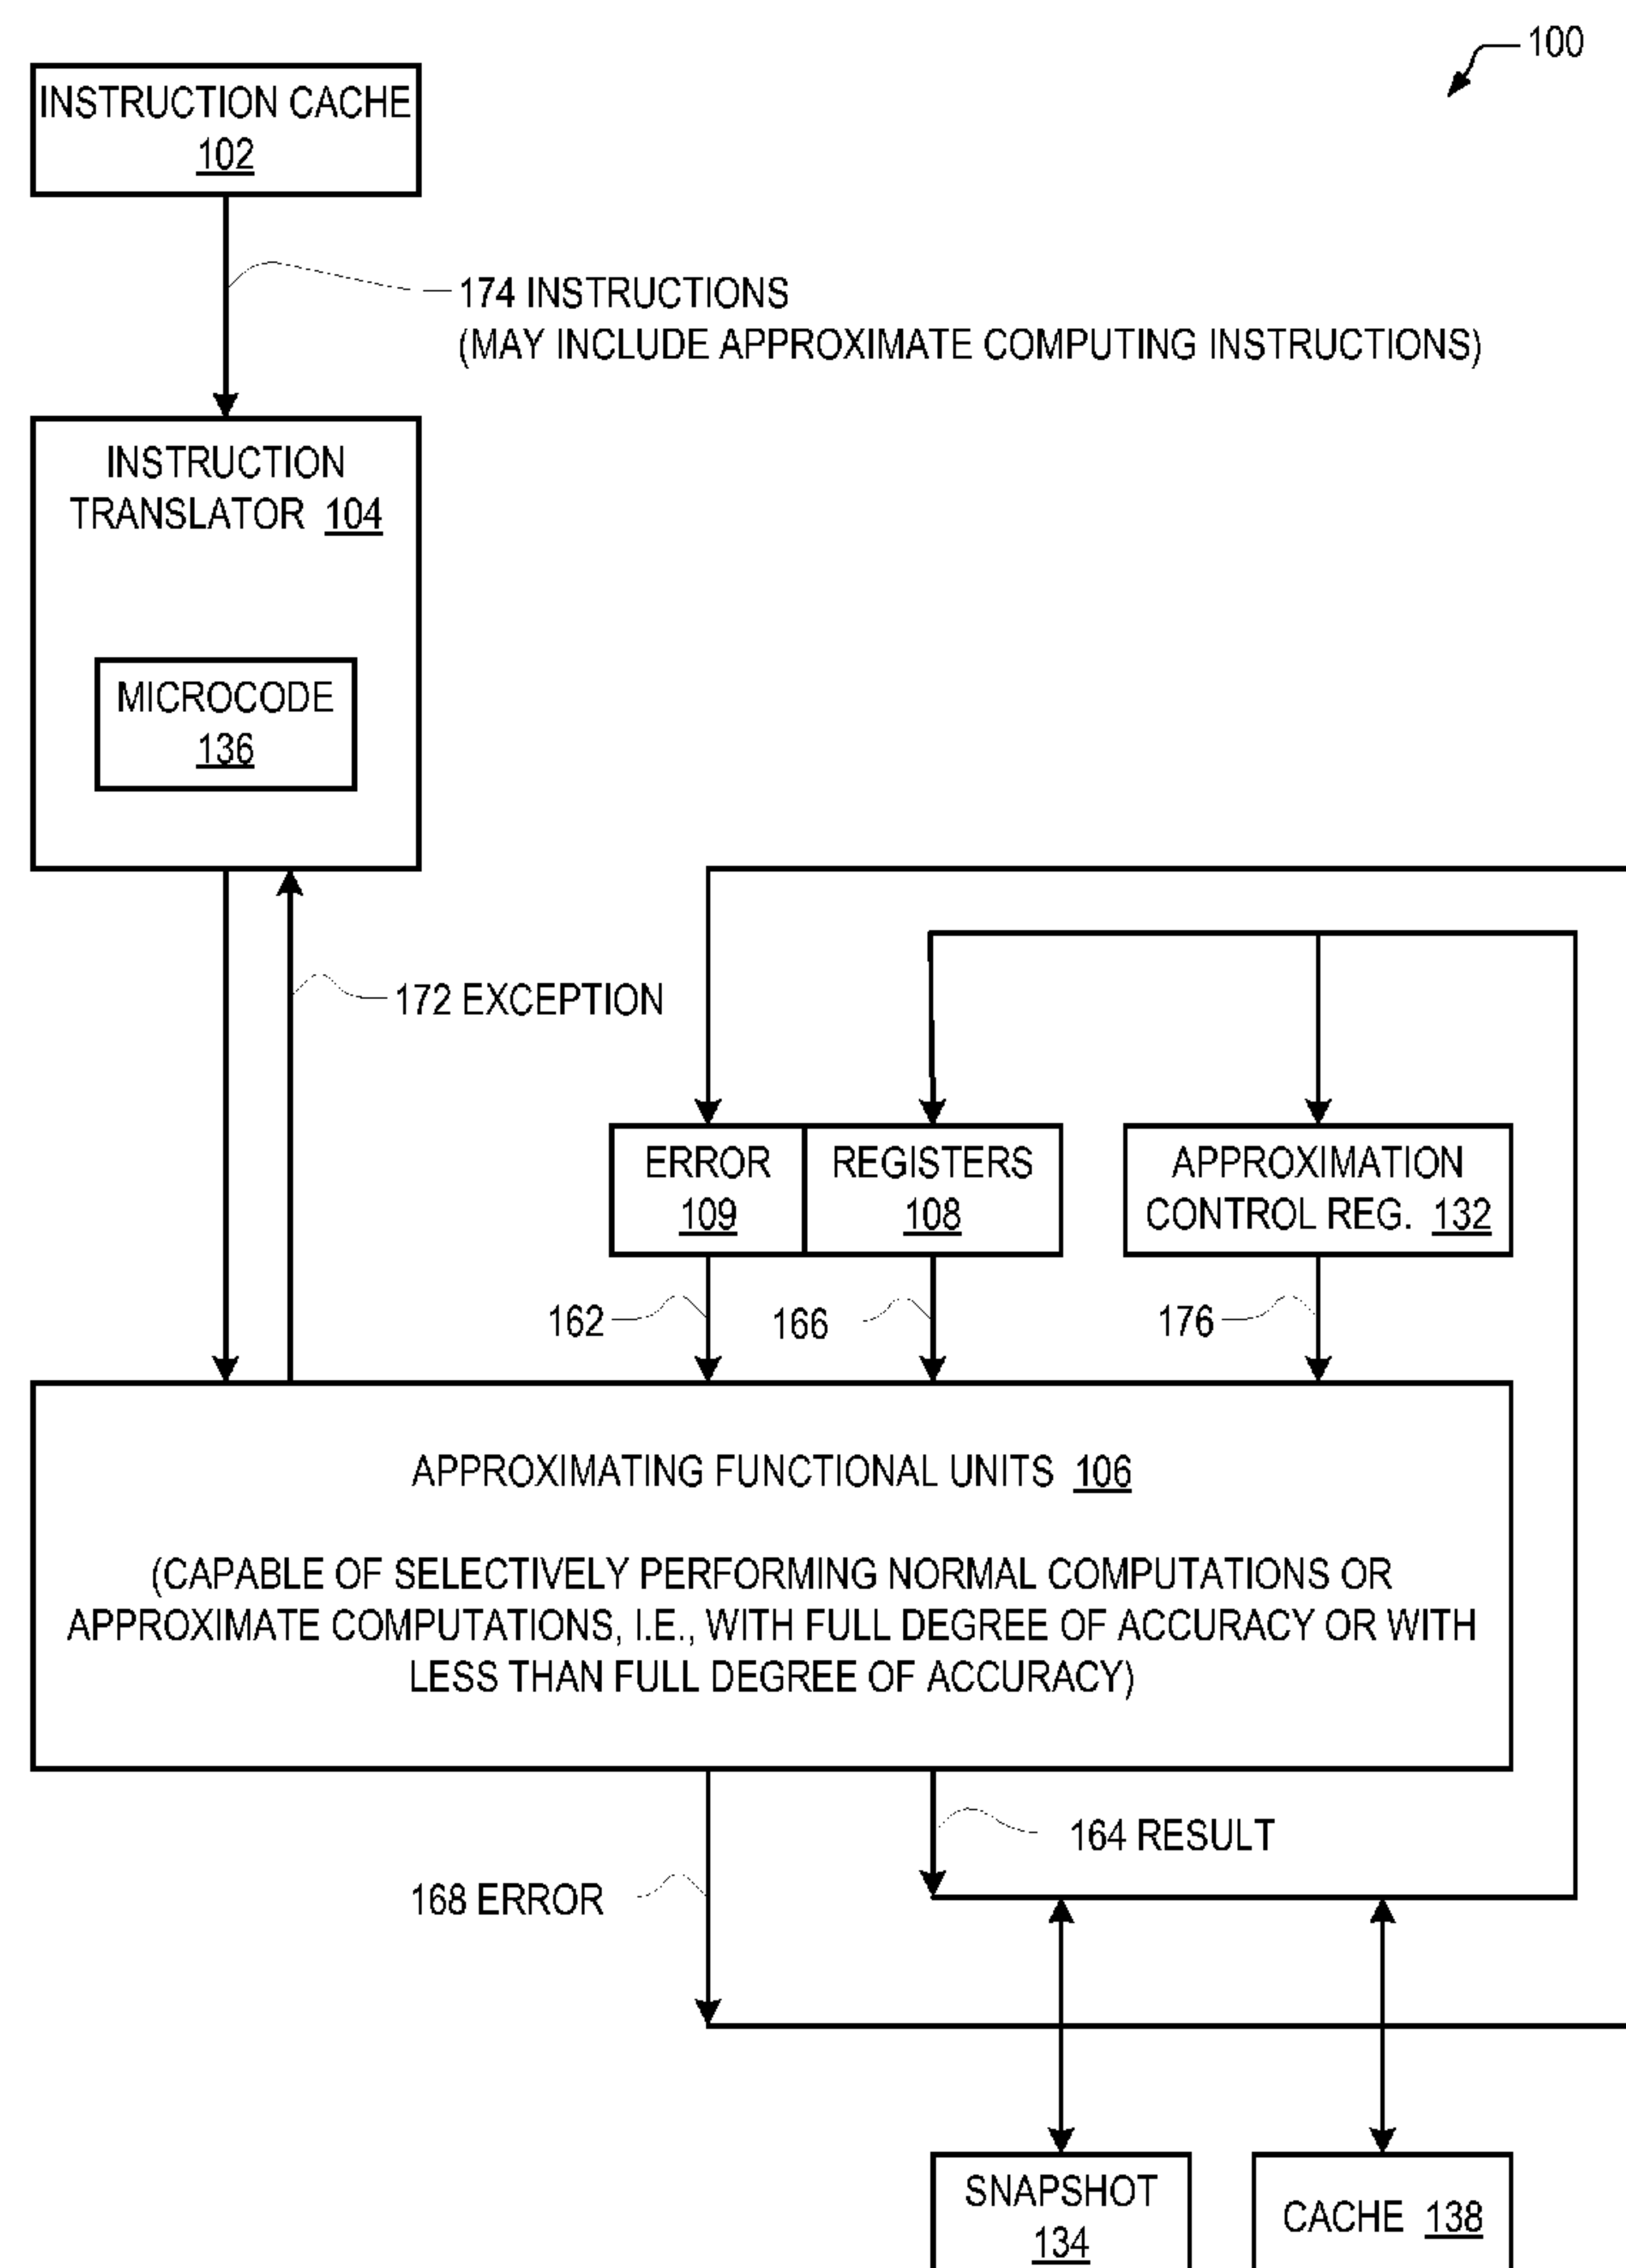 100
INSTRUCTION CACHE
102
174 INSTRUCTIONS
(MAY INCLUDE APPROXIMATE COMPUTING INSTRUCTIONS)
INSTRUCTION
TRANSLATOR 104
MICROCODE
136
172 EXCEPTION
ERROR
109
REGISTERS
108
APPROXIMATION
CONTROL REG. 132
162
166
176
APPROXIMATING FUNCTIONAL UNITS 106
(CAPABLE OF SELECTIVELY PERFORMING NORMAL COMPUTATIONS OR
APPROXIMATE COMPUTATIONS, I.E., WITH FULL DEGREE OF ACCURACY OR WITH
LESS THAN FULL DEGREE OF ACCURACY)
164 RESULT
168 ERROR
SNAPSHOT
134
CACHE 138